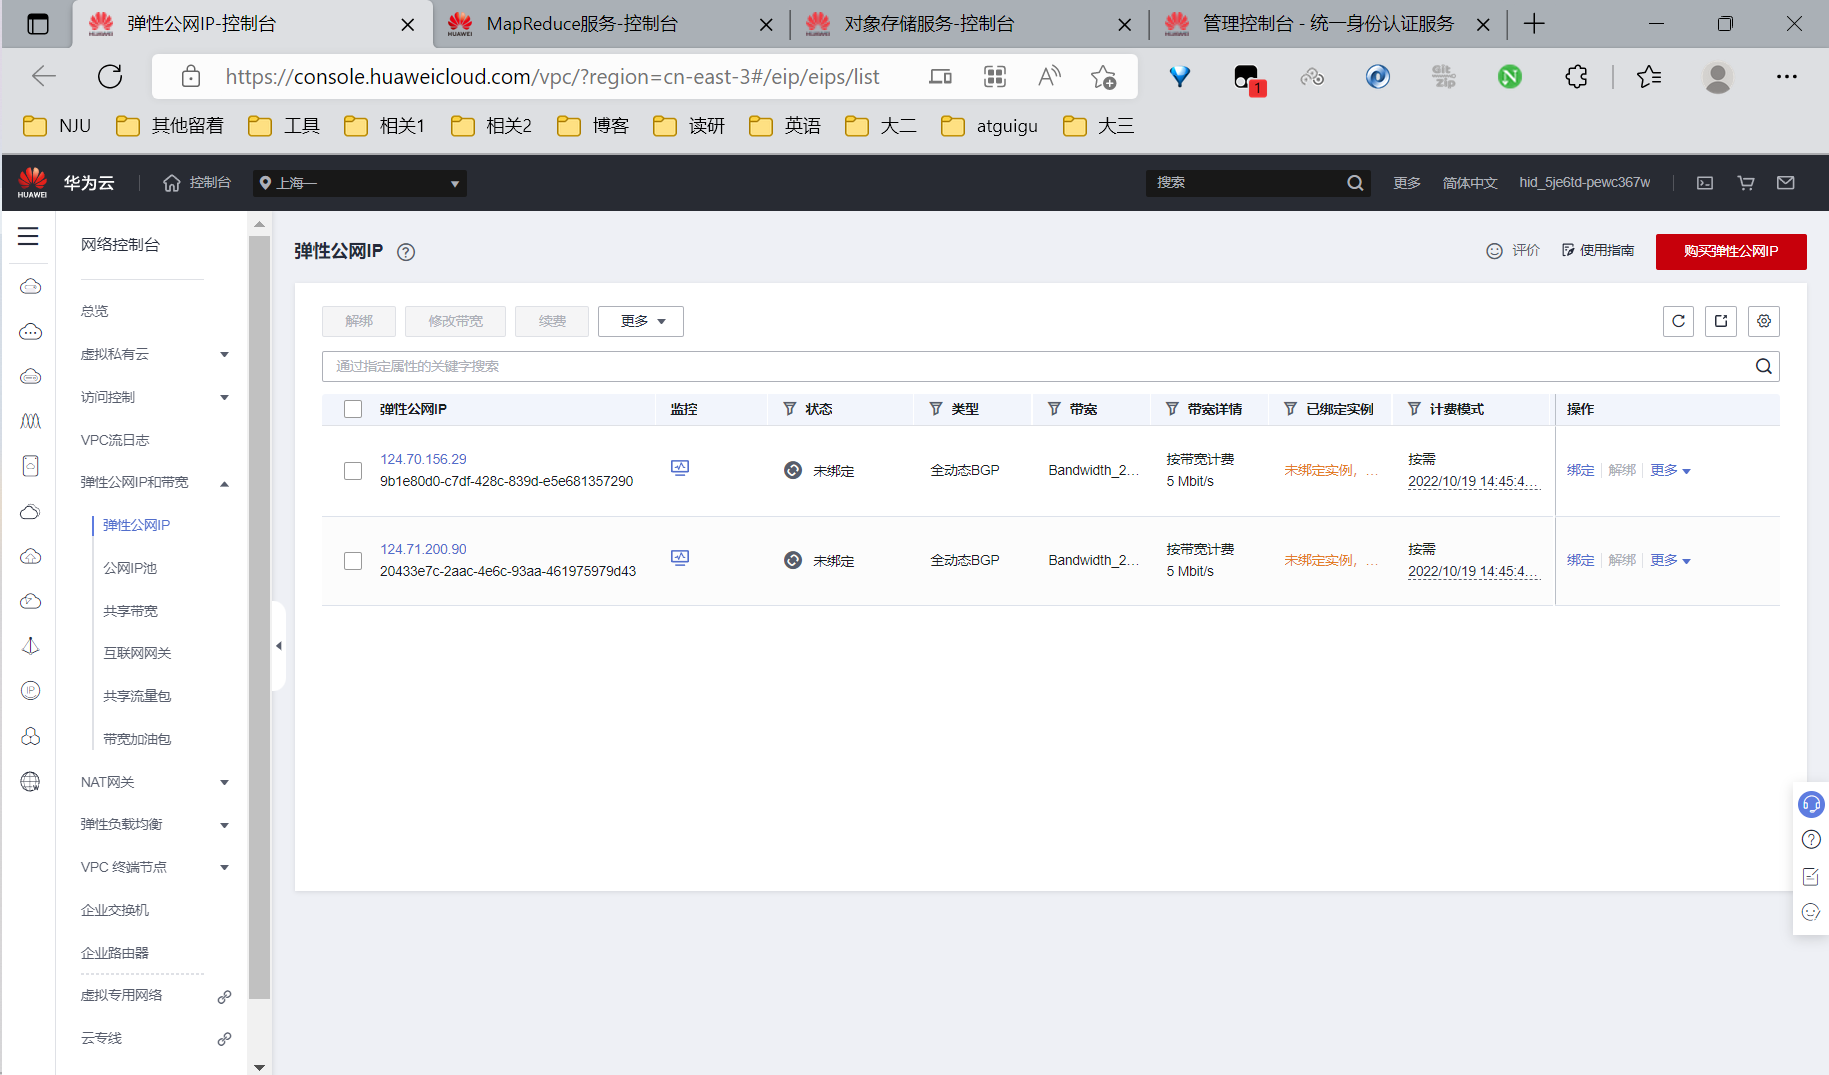 弹性公网IP-控制台
MapReduce服务-控制台
对象存储服务-控制台
管理控制台 - 统一身份认证服务
https://console.huaweicloud.com/vpc/?region=cn-east-3#/eip/eips/list
1
Git Zip
N
NJU
其他留着
工具
相关1
相关2
博客
读研
英语
大二
atguigu
大三
HUAWEI
华为云
控制台
上海一
搜索
更多
简体中文
hid_5je6td-pewc367w
网络控制台
总览
虚拟私有云
访问控制
VPC流日志
弹性公网IP和带宽
弹性公网IP
公网IP池
共享带宽
互联网网关
共享流量包
带宽加油包
NAT网关
弹性负载均衡
VPC 终端节点
企业交换机
企业路由器
虚拟专用网络
云专线
弹性公网IP
评价
使用指南
购买弹性公网IP
解绑
修改带宽
续费
更多
通过指定属性的关键字搜索
弹性公网IP 监控 状态 类型 带宽 带宽详情 已绑定实例 计费模式 操作
124.70.156.29
9b1e80d0-c7df-428c-839d-e5e681357290
未绑定
全动态BGP
Bandwidth_2...
按带宽计费
5 Mbit/s
未绑定实例，...
按需
2022/10/19 14:45:4...
绑定 解绑 更多
124.71.200.90
20433e7c-2aac-4e6c-93aa-461975979d43
未绑定
全动态BGP
Bandwidth_2...
按带宽计费
5 Mbit/s
未绑定实例，...
按需
2022/10/19 14:45:4...
绑定 解绑 更多